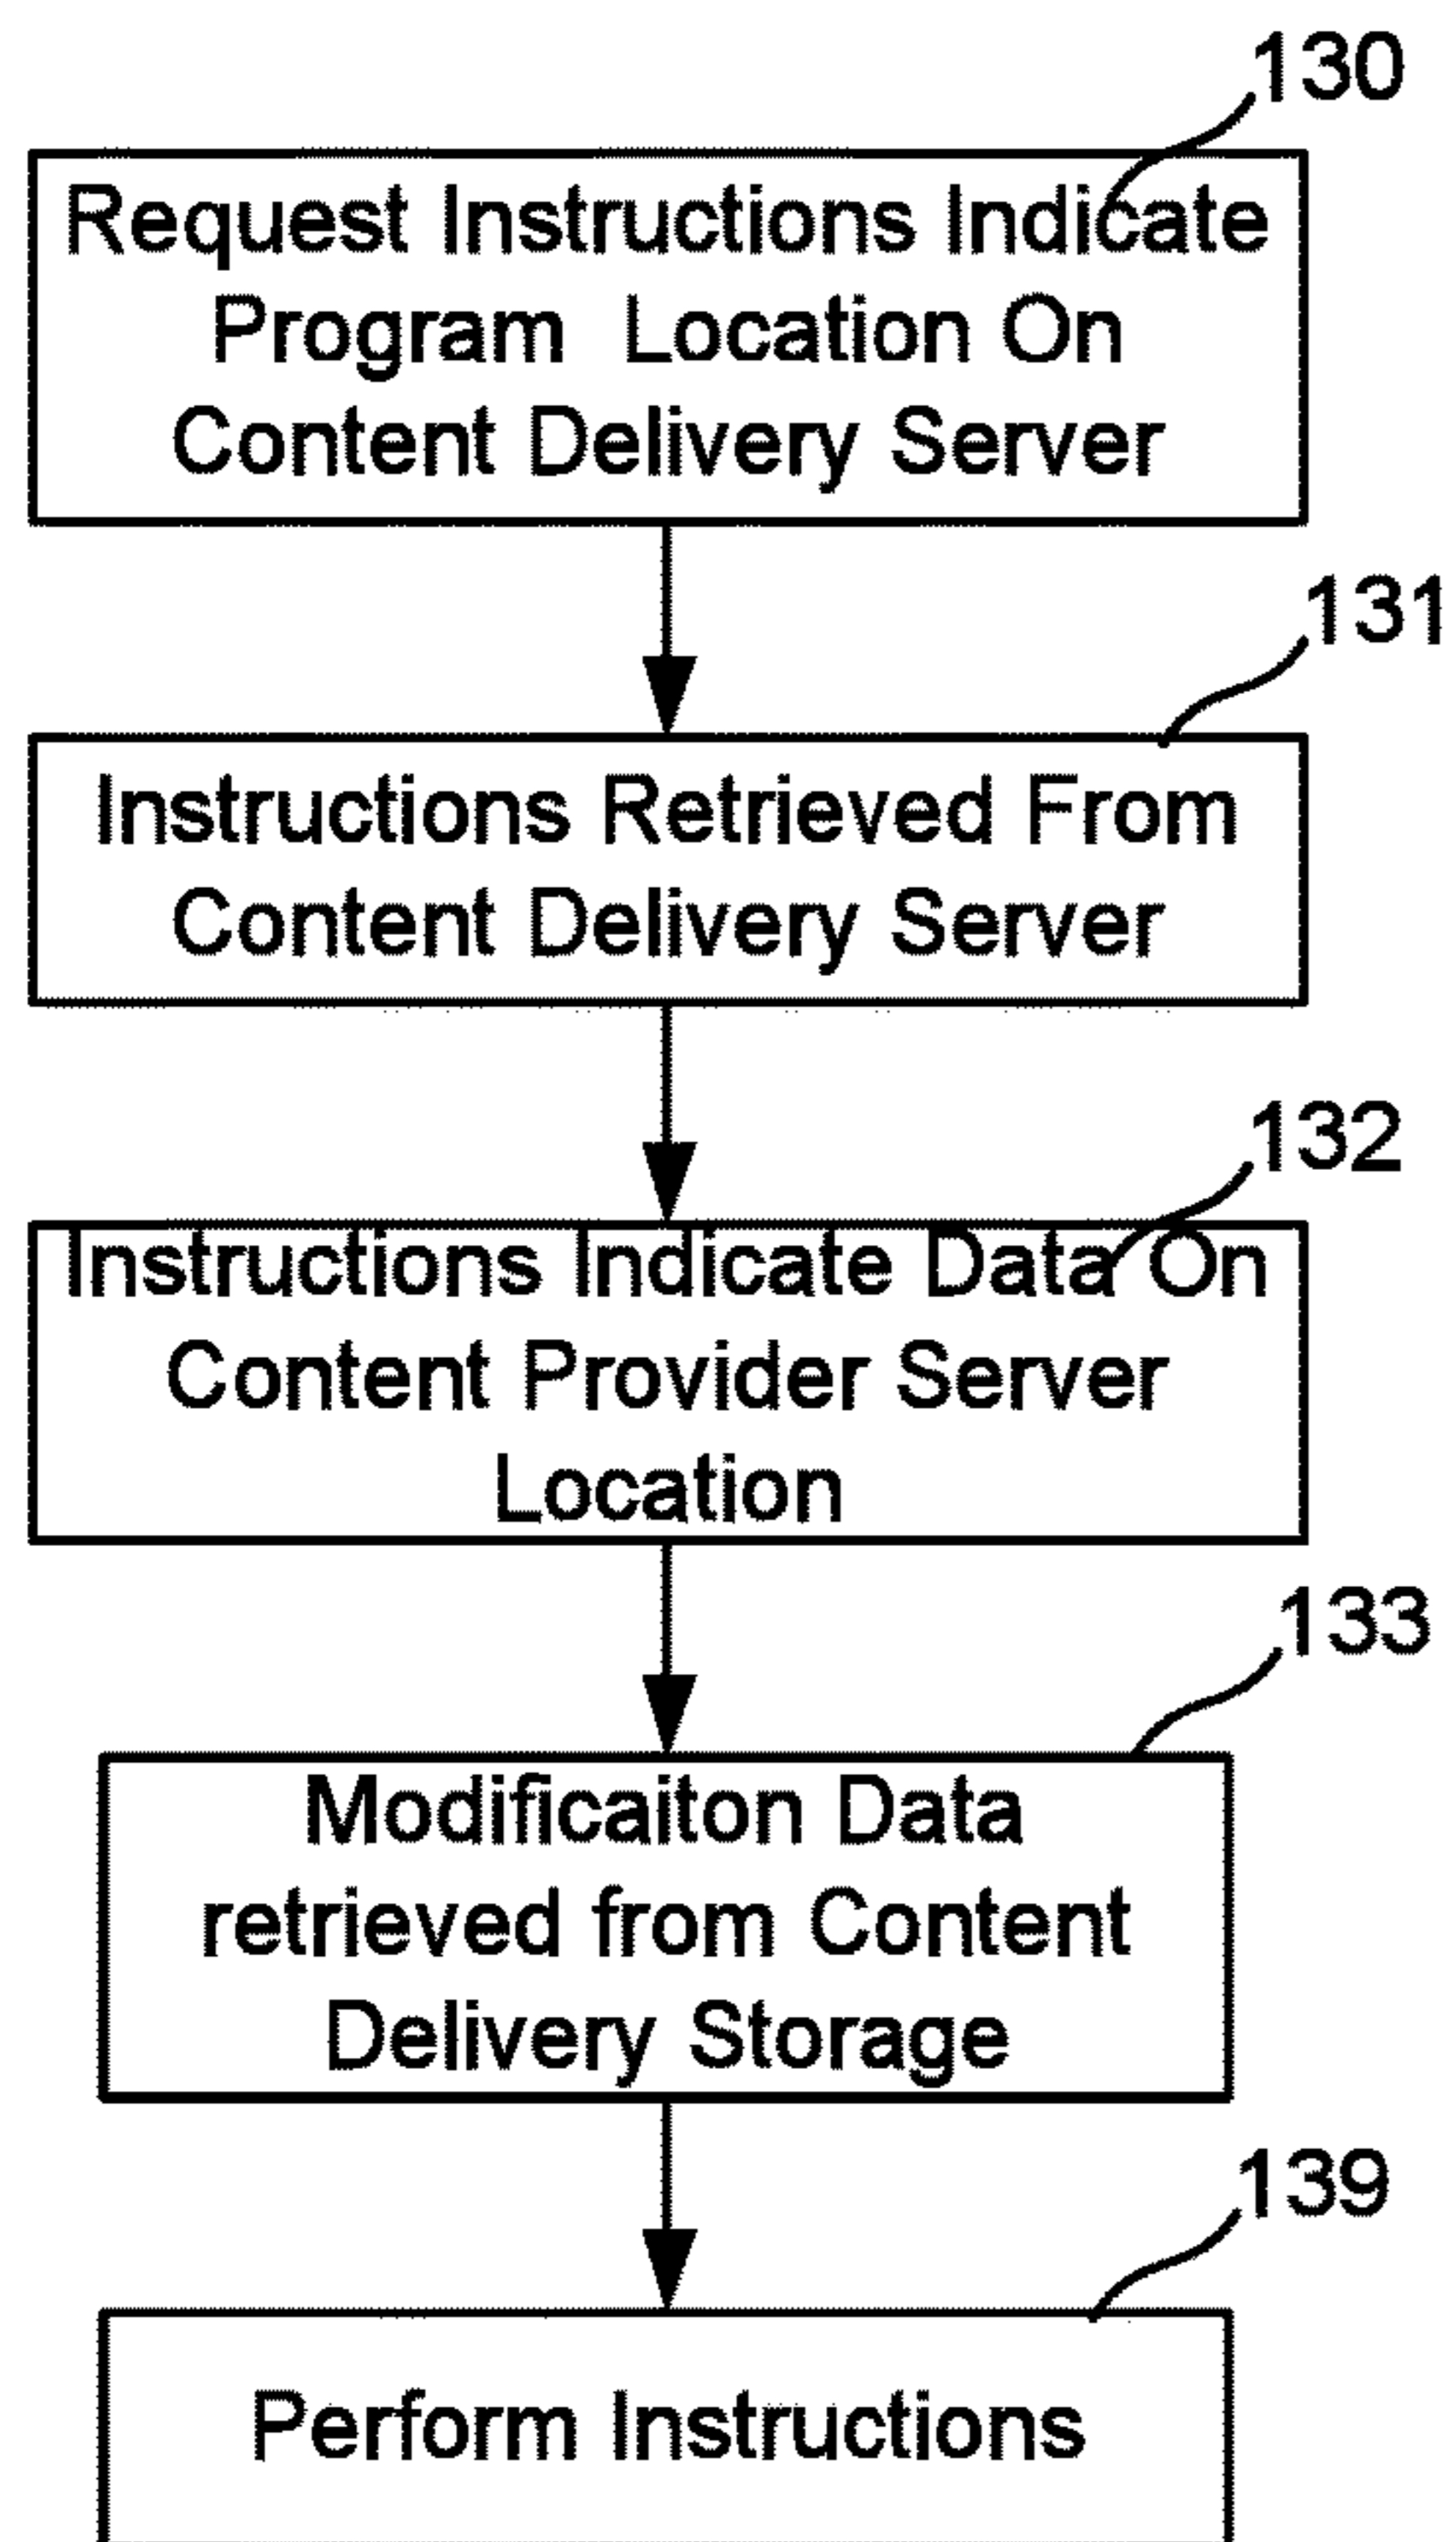 130
Request Instructions Indicate
Program Location On
Content Delivery Server
131
Instructions Retrieved From
Content Delivery Server
132
Instructions Indicate Data On
Content Provider Server
Location
133
Modificaiton Data
retrieved from Content
Delivery Storage
139
Perform Instructions